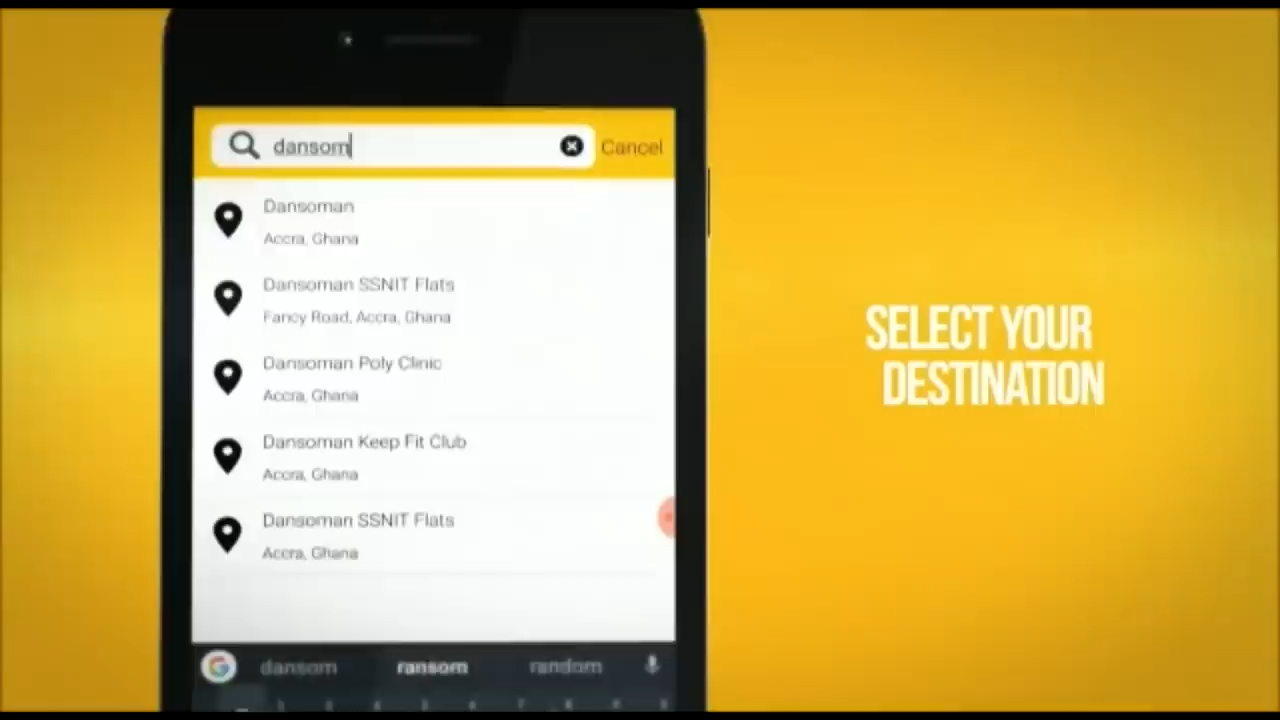 dansom
Cancel
Dansoman
Accra, Ghana
Dansoman SSNIT Flats
Fancy Road, Accra, Ghana
Dansoman Poly Clinic
Accra, Ghana
Dansoman Keep Fit Club
Accra, Ghana
Dansoman SSNIT Flats
Accra, Ghana
G
dansom ransom random
SELECT YOUR
DESTINATION